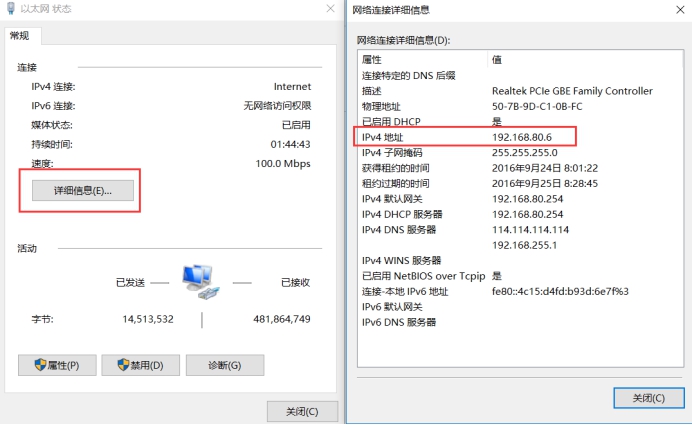 以太网 状态
常规
连接
IPv4 连接: Internet
IPv6 连接: 无网络访问权限
媒体状态: 已启用
持续时间: 01:44:43
速度: 100.0 Mbps
详细信息(E)...
活动
已发送 已接收
字节: 14,513,532 481,864,749
属性(P) 禁用(D) 诊断(G)
关闭(C)
网络连接详细信息
网络连接详细信息(D):
属性 值
连接特定的 DNS 后缀
描述 Realtek PCIe GBE Family Controller
物理地址 50-7B-9D-C1-0B-FC
已启用 DHCP 是
IPv4 地址 192.168.80.6
IPv4 子网掩码 255.255.255.0
获得租约的时间 2016年9月24日 8:01:22
租约过期的时间 2016年9月25日 8:28:45
IPv4 默认网关 192.168.80.254
IPv4 DHCP 服务器 192.168.80.254
IPv4 DNS 服务器 114.114.114.114
192.168.255.1
IPv4 WINS 服务器
已启用 NetBIOS over Tcpip 是
连接-本地 IPv6 地址 fe80::4c15:d4fd:b93d:6e7f%3
IPv6 默认网关
IPv6 DNS 服务器
关闭(C)